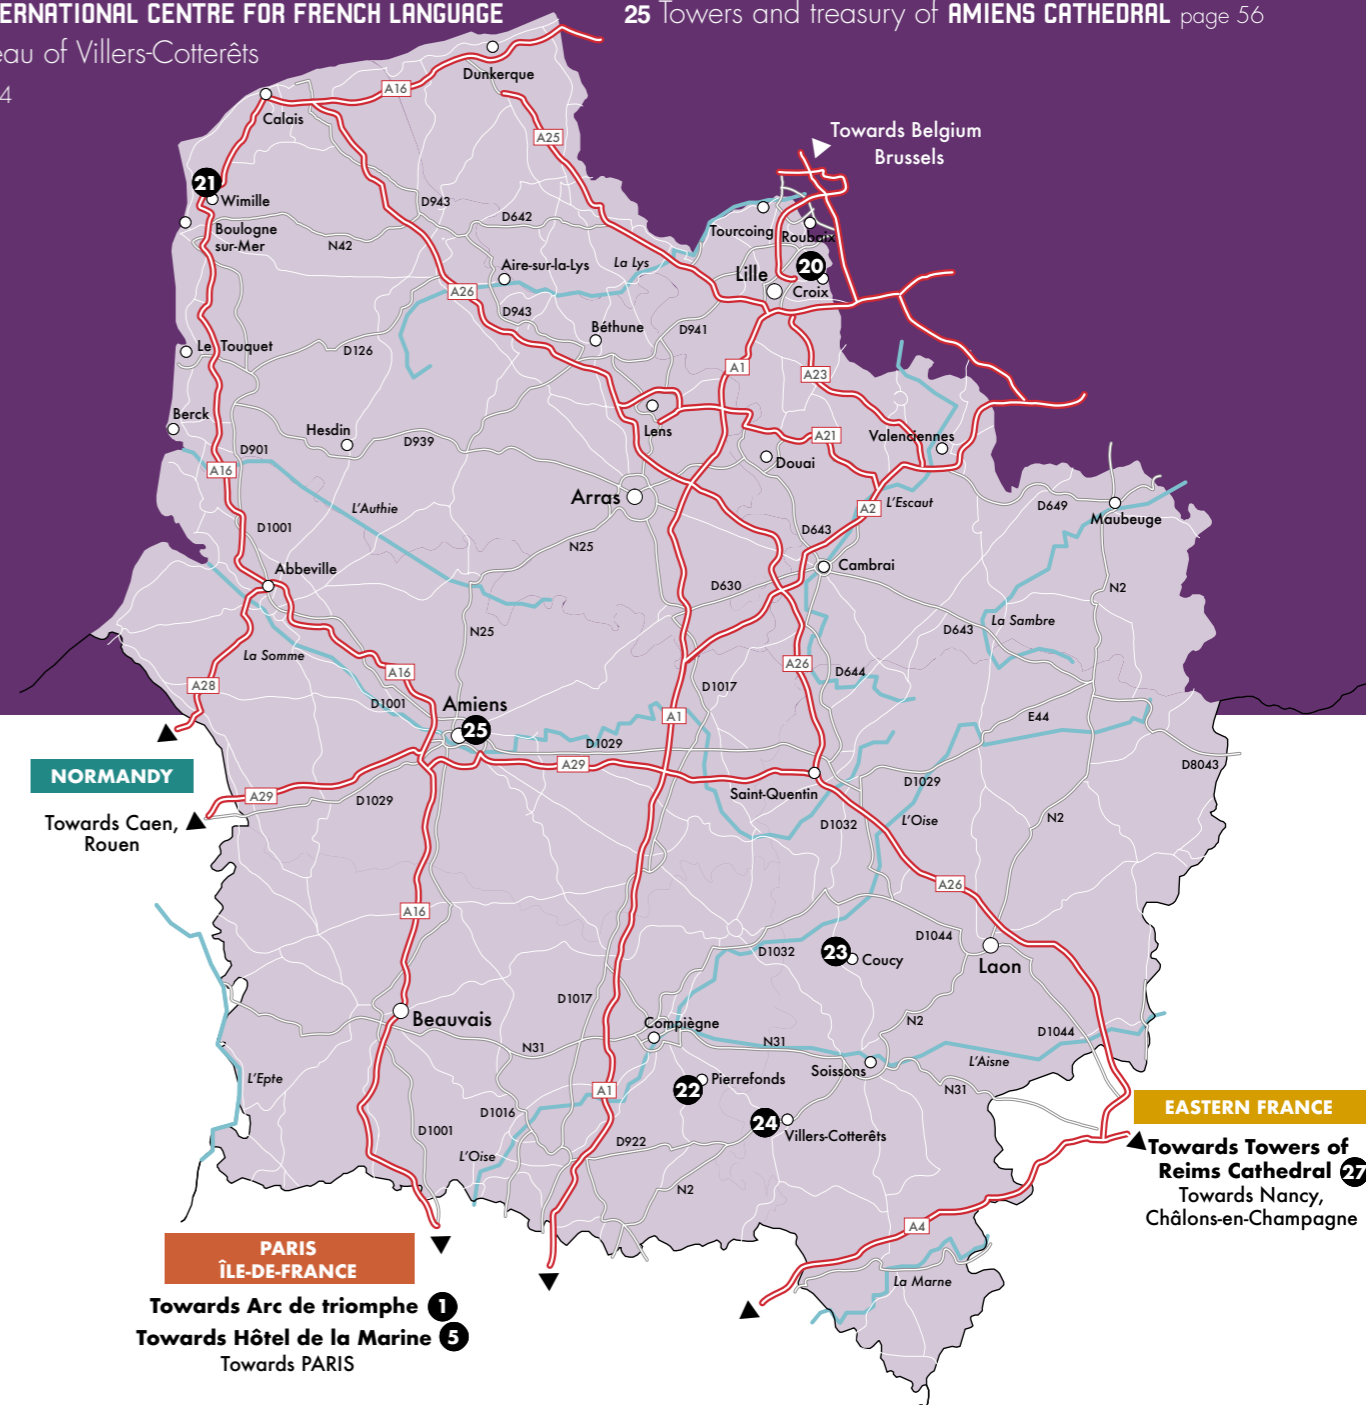 ERNATIONAL CENTRE FOR FRENCH LANGUAGE
eau of Villers-Cotterêts
4
25 Towers and treasury of AMIENS CATHEDRAL page 56
Dunkerque
A16
Calais
A25
Towards Belgium
Brussels
21
Wimille
D943
D642
Boulogne
sur-Mer
N42
Tourcoing
Roubaix
Aire-sur-la-Lys
La Lys
Lille
20
Croix
A26
D943
Béthune
D941
Le Touquet
D126
A1
A23
Berck
Hesdin
D939
Lens
A21
Valenciennes
D901
Douai
A16
Arras
L'Authie
A2
L'Escaut
D649
Maubeuge
D1001
N25
D643
Abbeville
Cambrai
D630
N2
La Somme
N25
D643
La Sambre
A28
A16
D1001
A26
D644
D1017
Amiens
25
A1
E44
D1029
A29
D8043
NORMANDY
Saint-Quentin
D1029
A29
D1029
Towards Caen,
Rouen
D1032
L'Oise
N2
A26
A16
D1044
D1032
23
Coucy
Laon
D1017
Beauvais
Compiègne
N2
D1044
N31
N31
Soissons
L'Aisne
L'Epte
Pierrefonds
22
A1
N31
D1016
24
Villers-Cotterêts
D1001
D922
L'Oise
N2
EASTERN FRANCE
Towards Towers of
Reims Cathedral 27
Towards Nancy,
Châlons-en-Champagne
A4
La Marne
PARIS
ÎLE-DE-FRANCE
Towards Arc de triomphe 1
Towards Hôtel de la Marine 5
Towards PARIS